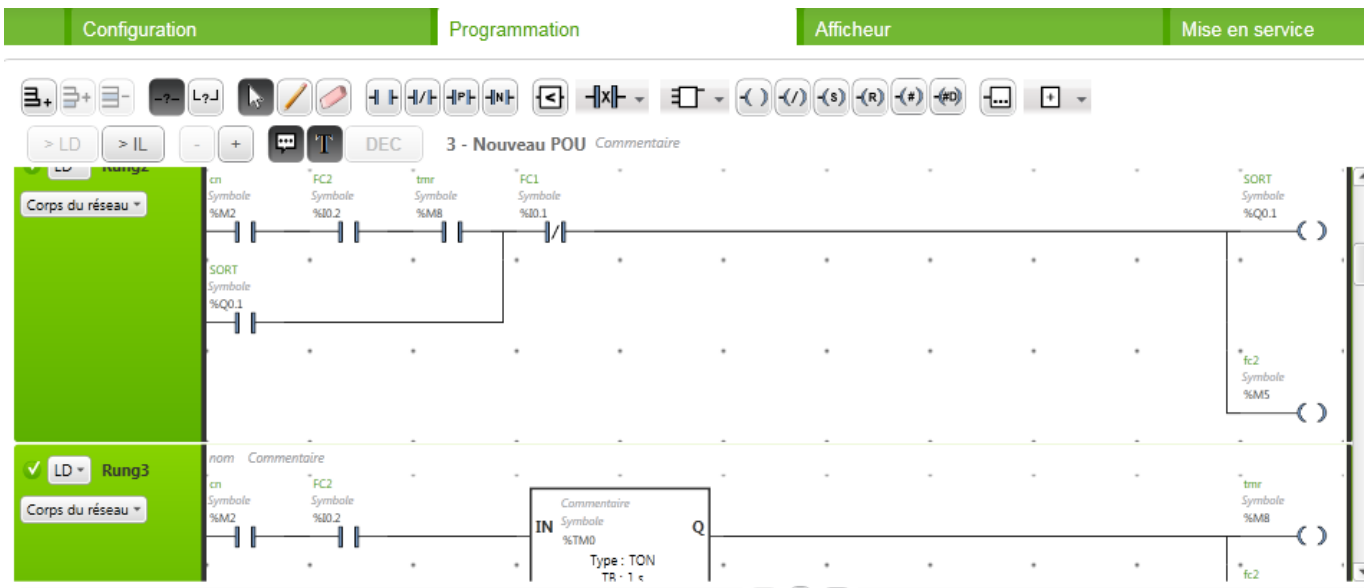 Configuration Programmation Afficheur Mise en service
> LD > IL - + T DEC 3 - Nouveau POU Commentaire
LD Rung2
Corps du réseau
cn FC2 tmr FC1 SORT
Symbole Symbole Symbole Symbole Symbole
%M2 %I0.2 %M8 %I0.1 %Q0.1
SORT
Symbole
%Q0.1
fc2
Symbole
%M5
LD Rung3
Corps du réseau
nom Commentaire
cn FC2 tmr
Symbole Symbole Symbole
%M2 %I0.2 %M8
Commentaire
IN Symbole Q
%TM0
Type : TON
TB : 1 s
fc2